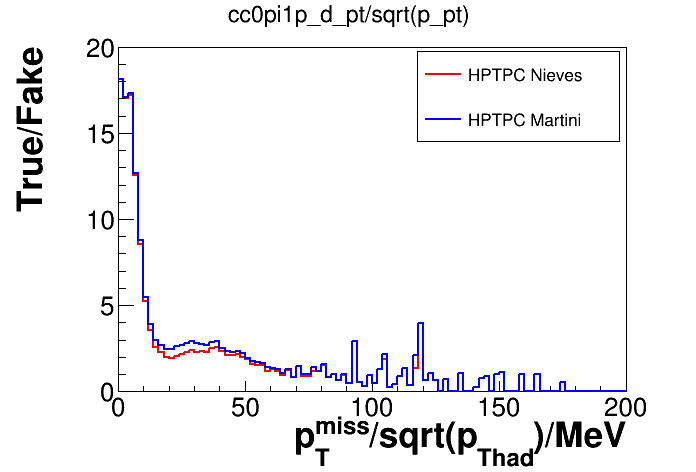 cc0pi1p_d_pt/sqrt(p_pt)
True/Fake
20
15
10
5
0
HPTPC Nieves
HPTPC Martini
0 50 100 150 200
p_T^miss/sqrt(p_Thad)/MeV